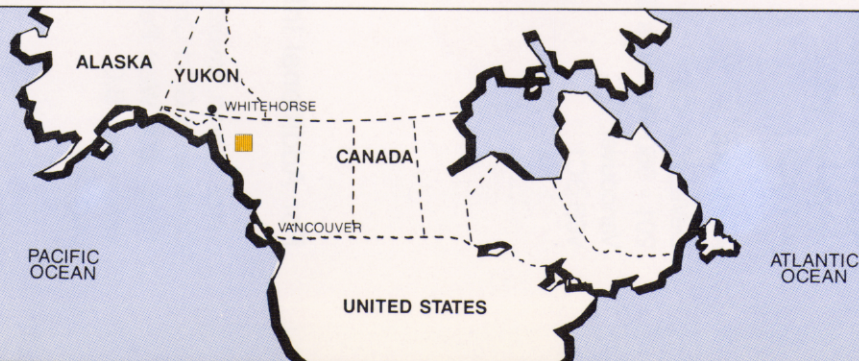 ALASKA
YUKON
WHITEHORSE
CANADA
VANCOUVER
PACIFIC
OCEAN
ATLANTIC
OCEAN
UNITED STATES